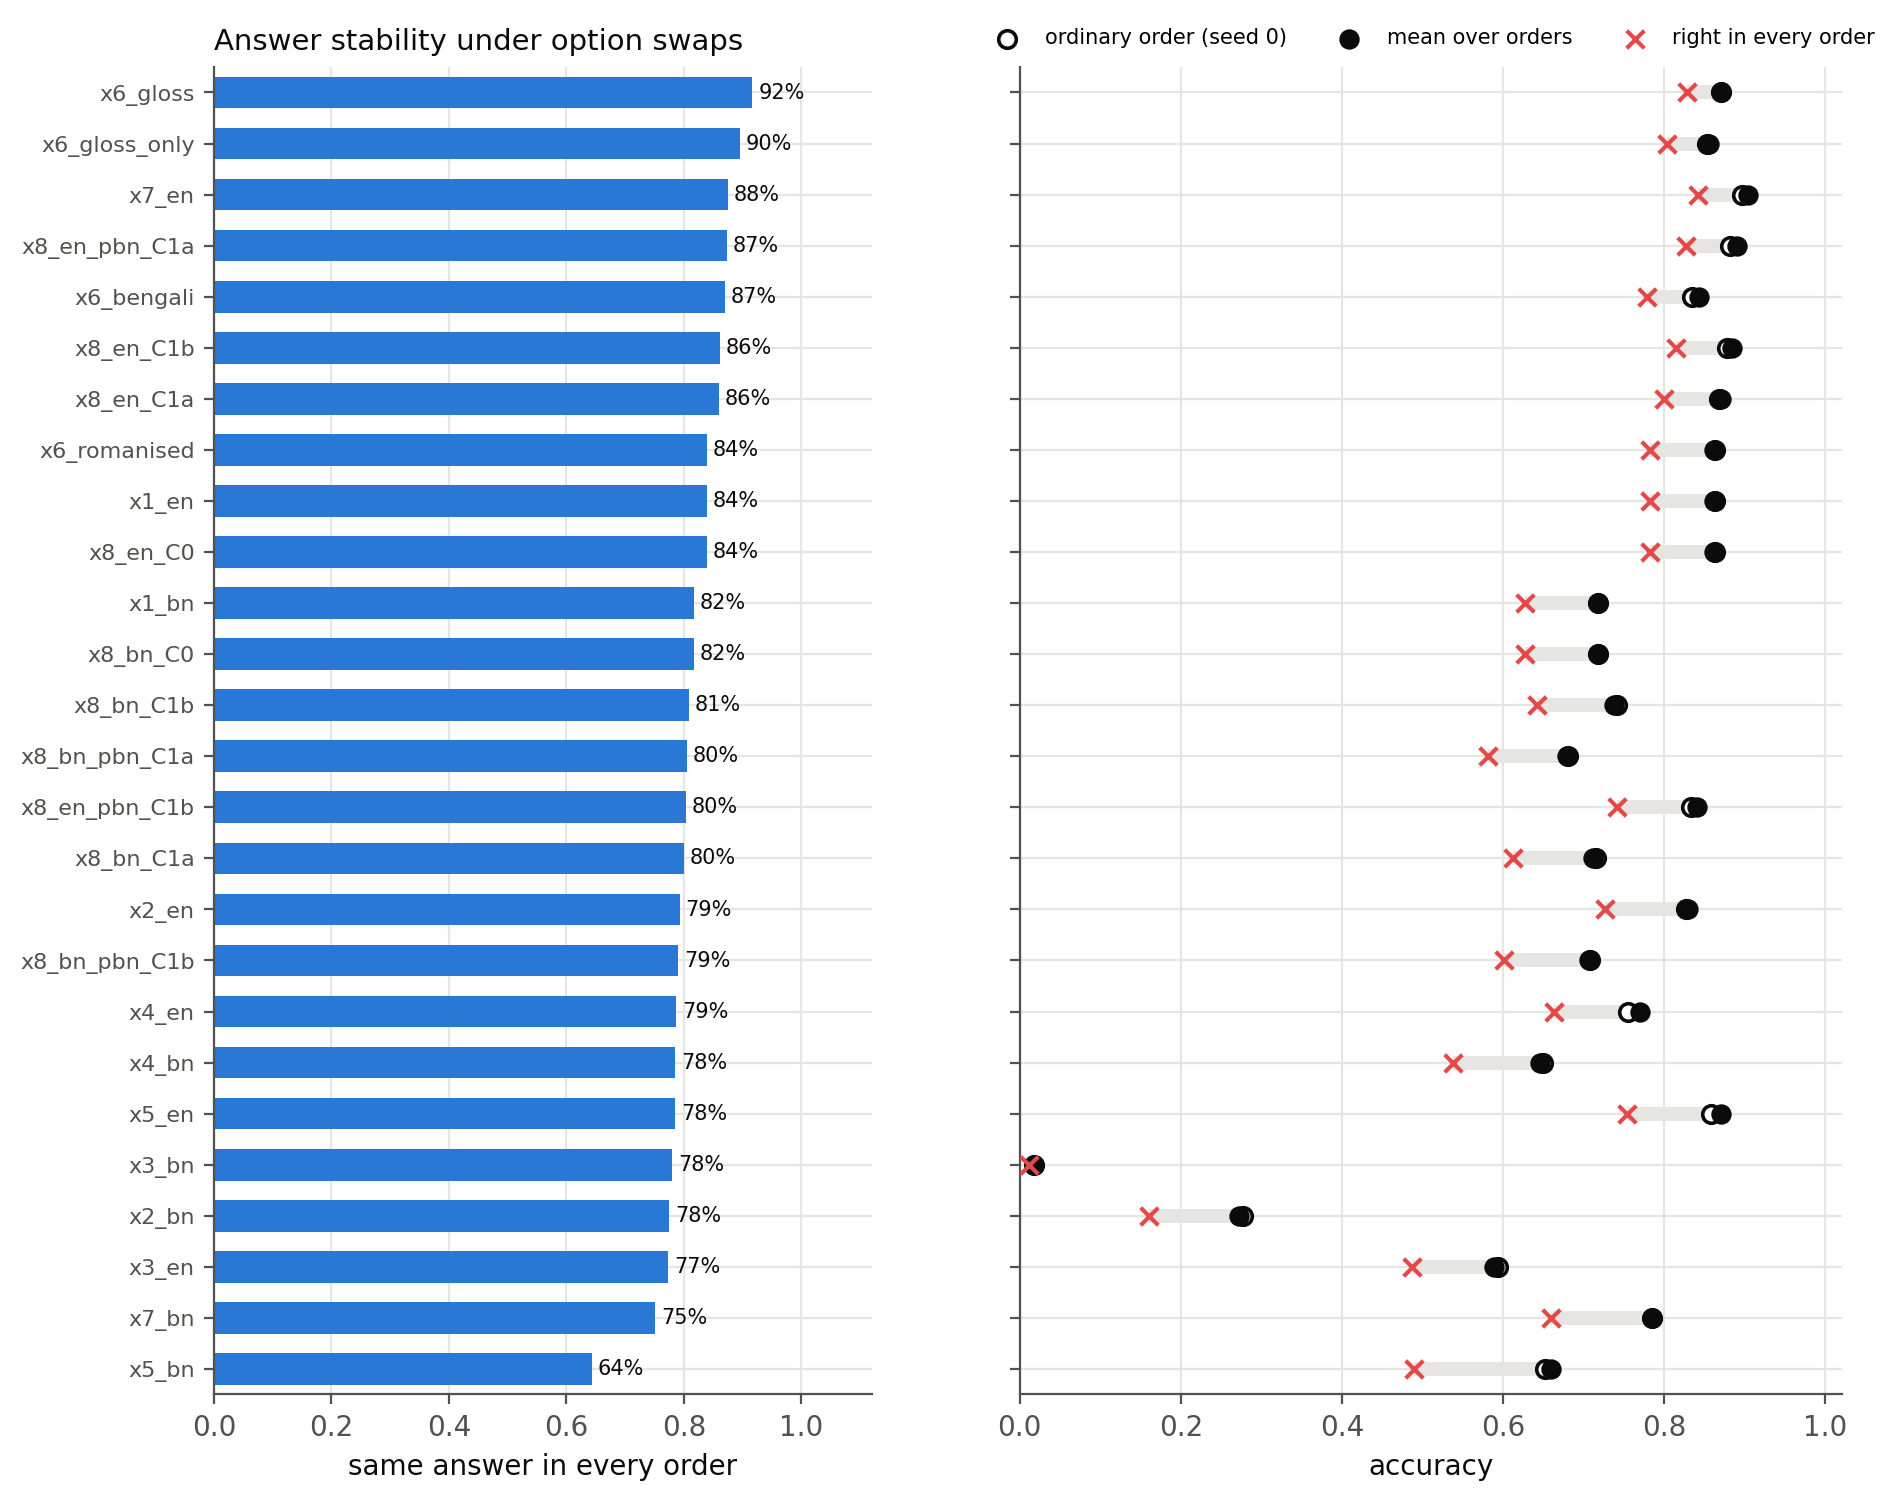 Answer stability under option swaps
x6_gloss 92%
x6_gloss_only 90%
x7_en 88%
x8_en_pbn_C1a 87%
x6_bengali 87%
x8_en_C1b 86%
x8_en_C1a 86%
x6_romanised 84%
x1_en 84%
x8_en_C0 84%
x1_bn 82%
x8_bn_C0 82%
x8_bn_C1b 81%
x8_bn_pbn_C1a 80%
x8_en_pbn_C1b 80%
x8_bn_C1a 80%
x2_en 79%
x8_bn_pbn_C1b 79%
x4_en 79%
x4_bn 78%
x5_en 78%
x3_bn 78%
x2_bn 78%
x3_en 77%
x7_bn 75%
x5_bn 64%
0.0 0.2 0.4 0.6 0.8 1.0
same answer in every order
ordinary order (seed 0) mean over orders right in every order
0.0 0.2 0.4 0.6 0.8 1.0
accuracy